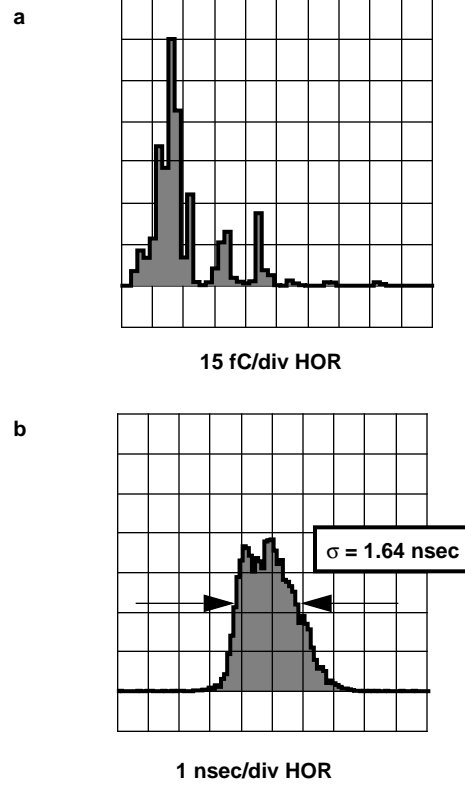 a
15 fC/div HOR
b
σ = 1.64 nsec
1 nsec/div HOR